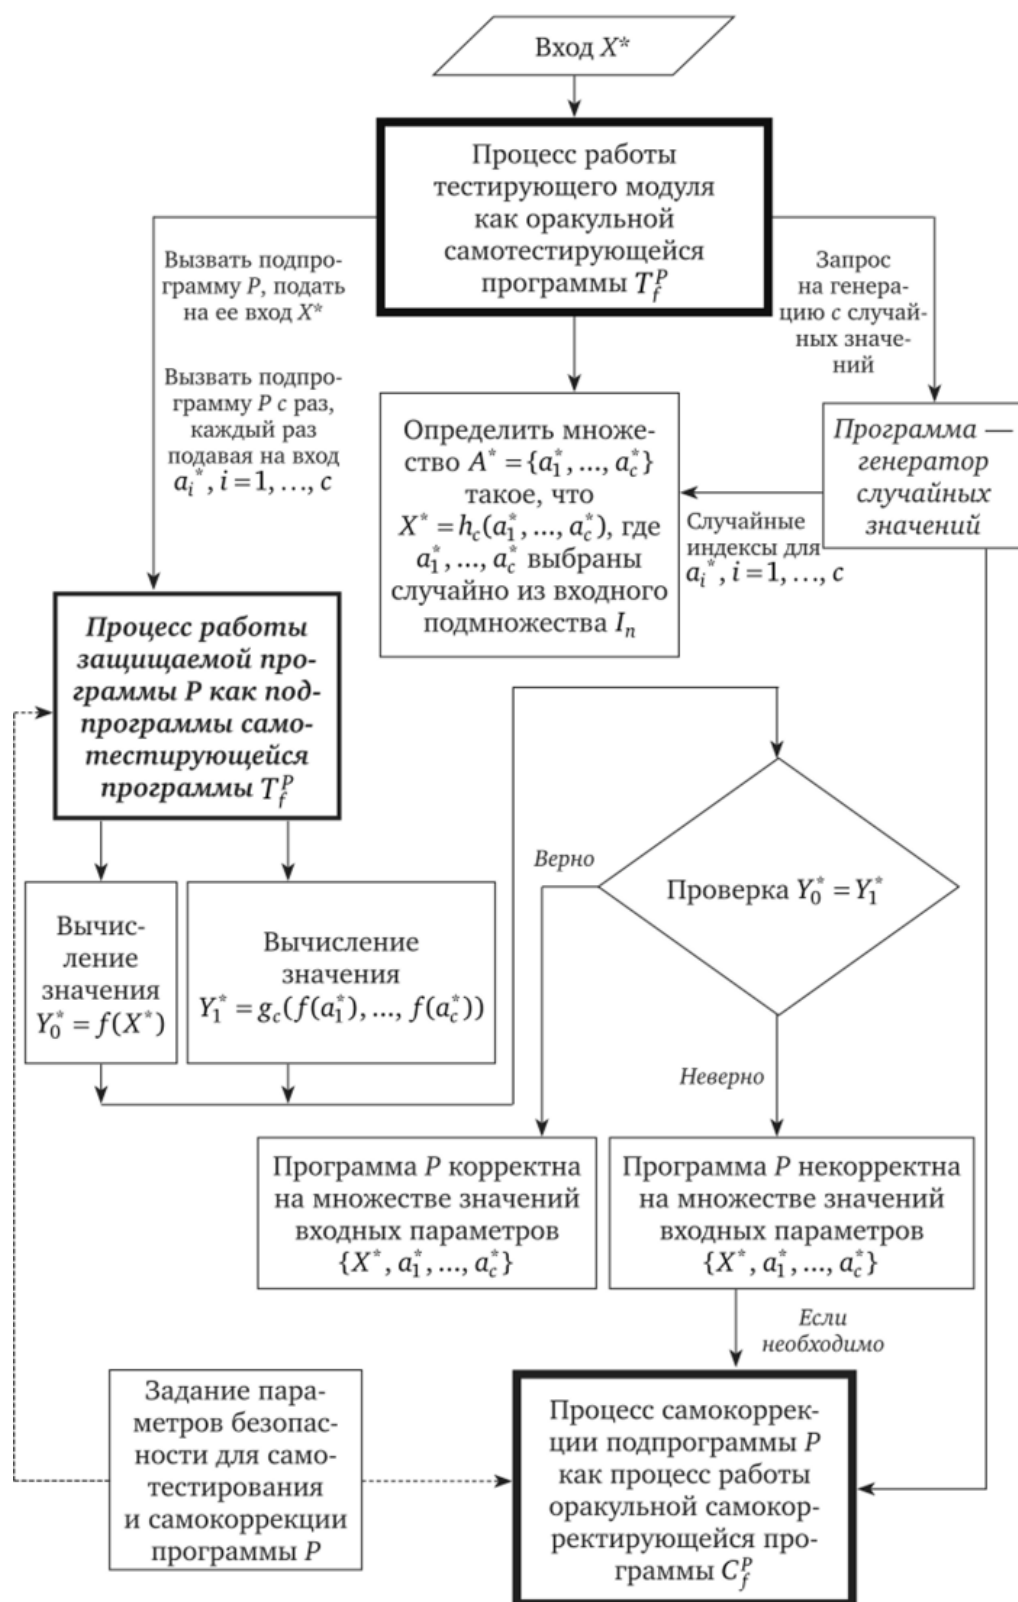 Вход X*
Процесс работы
тестирующего модуля
как оракульной
самотестирующейся
программы T_f^P
Вызвать подпро-
грамму P, подать
на ее вход X*
Вызвать подпро-
грамму P c раз,
каждый раз
подавая на вход
a_i^*, i = 1, ..., c
Запрос
на генера-
цию c случай-
ных значе-
ний
Определить множе-
ство A^* = {a_1^*, ..., a_c^*}
такое, что
X^* = h_c(a_1^*, ..., a_c^*), где
a_1^*, ..., a_c^* выбраны
случайно из входного
подмножества I_n
Программа —
генератор
случайных
значений
Случайные
индексы для
a_i^*, i = 1, ..., c
Процесс работы
защищаемой про-
граммы P как под-
программы само-
тестирующейся
программы T_f^P
Вычис-
ление
значения
Y_0^* = f(X^*)
Вычисление
значения
Y_1^* = g_c(f(a_1^*), ..., f(a_c^*))
Верно
Проверка Y_0^* = Y_1^*
Неверно
Программа P корректна
на множестве значений
входных параметров
{X^*, a_1^*, ..., a_c^*}
Программа P некорректна
на множестве значений
входных параметров
{X^*, a_1^*, ..., a_c^*}
Если
необходимо
Задание пара-
метров безопас-
ности для само-
тестирования
и самокоррекции
программы P
Процесс самокоррек-
ции подпрограммы P
как процесс работы
оракульной самокор-
ректирующейся про-
граммы C_f^P